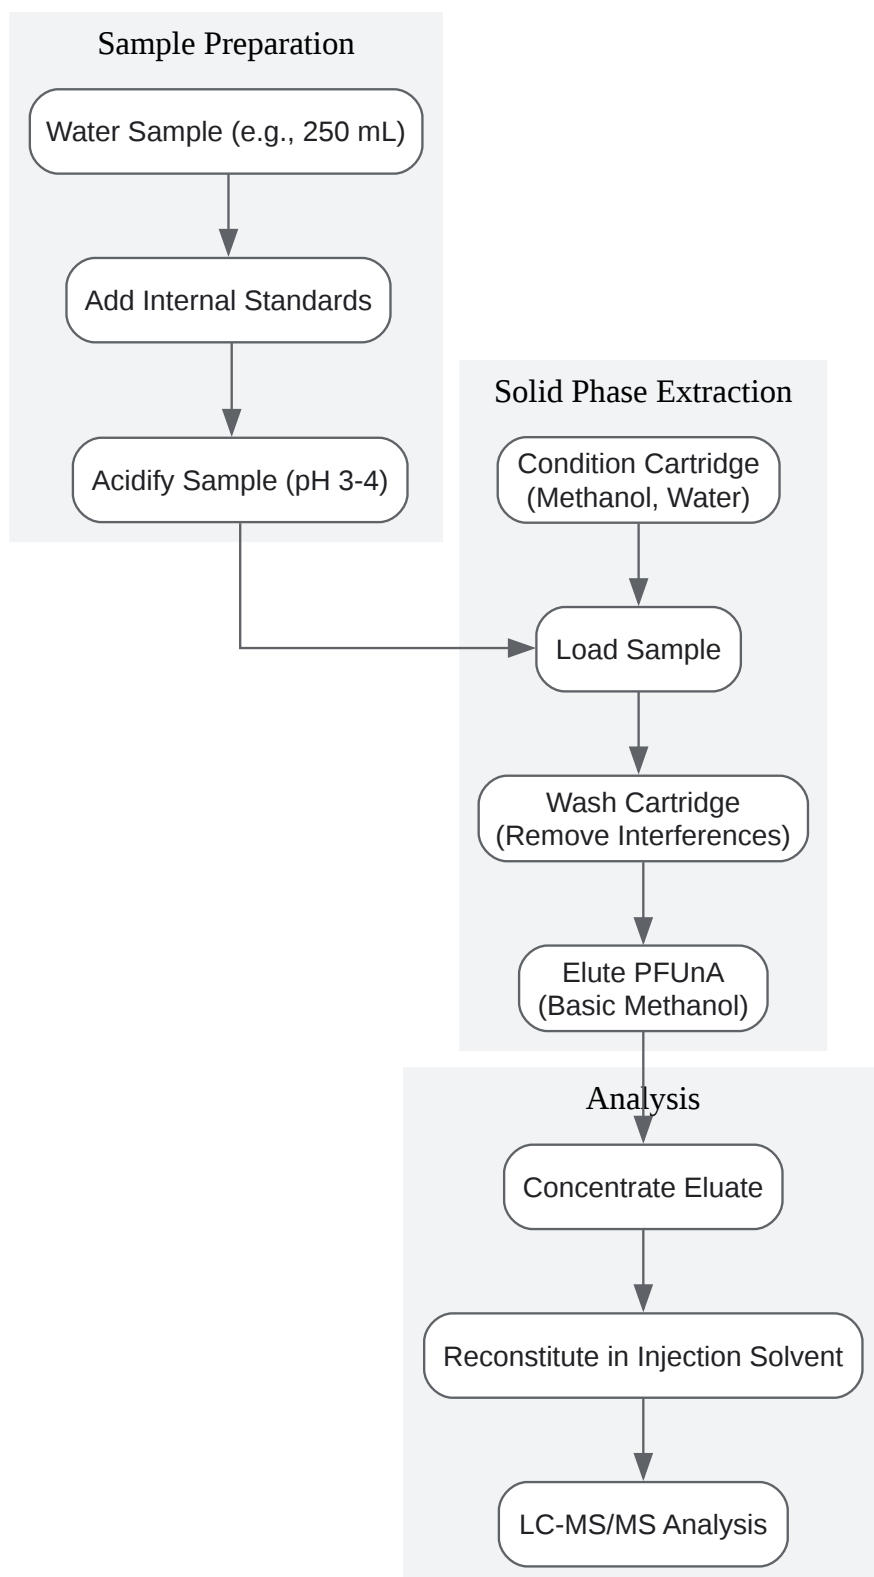 Sample Preparation
Water Sample (e.g., 250 mL)
Add Internal Standards
Acidify Sample (pH 3-4)
Solid Phase Extraction
Condition Cartridge
(Methanol, Water)
Load Sample
Wash Cartridge
(Remove Interferences)
Elute PFUnA
(Basic Methanol)
Analysis
Concentrate Eluate
Reconstitute in Injection Solvent
LC-MS/MS Analysis